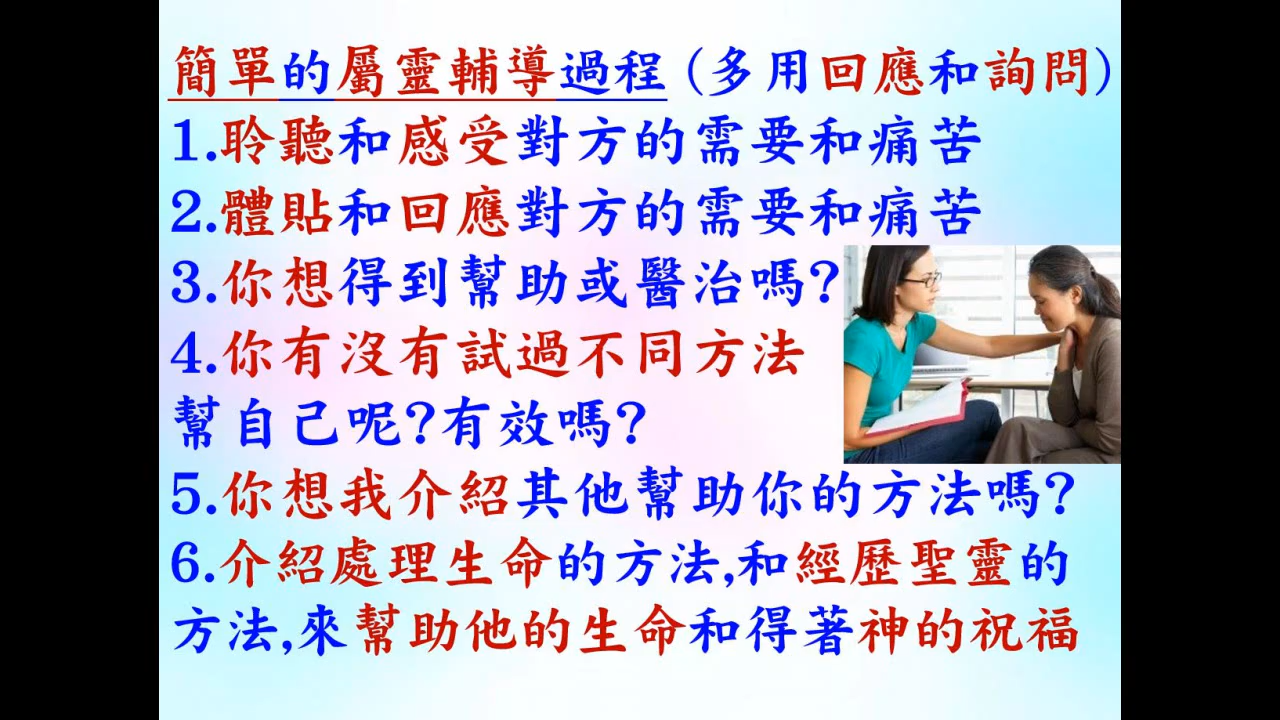 簡單的屬靈輔導過程(多用回應和詢問)
1.聆聽和感受對方的需要和痛苦
2.體貼和回應對方的需要和痛苦
3.你想得到幫助或醫治嗎?
4.你有沒有試過不同方法
幫自己呢?有效嗎?
5.你想我介紹其他幫助你的方法嗎?
6.介紹處理生命的方法,和經歷聖靈的
方法,來幫助他的生命和得著神的祝福